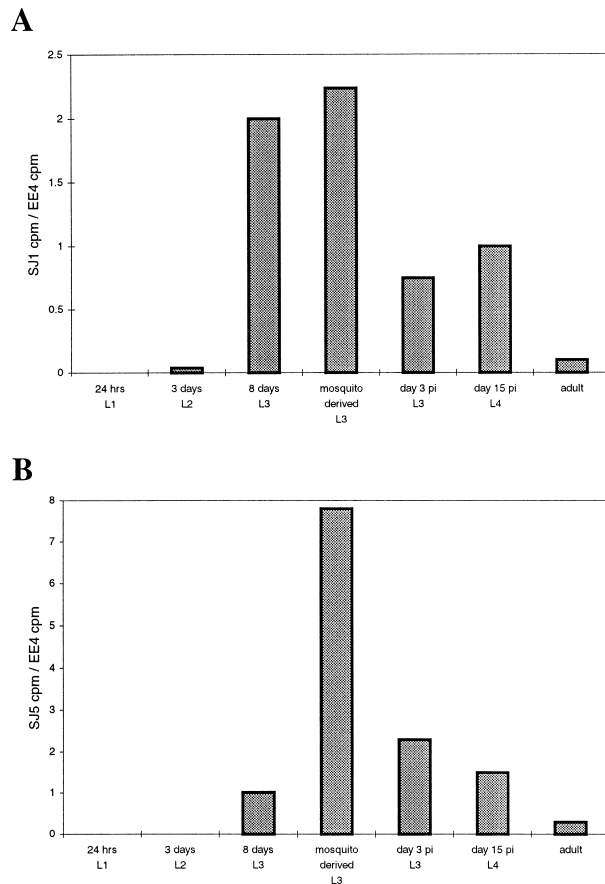 A
2.5
2
1.5
1
0.5
0
SJ1 cpm / EE4 cpm
24 hrs 3 days 8 days mosquito day 3 pi day 15 pi adult
L1 L2 L3 derived L3 L4
L3
B
8
7
6
5
4
3
2
1
0
SJ5 cpm / EE4 cpm
24 hrs 3 days 8 days mosquito day 3 pi day 15 pi adult
L1 L2 L3 derived L3 L4
L3